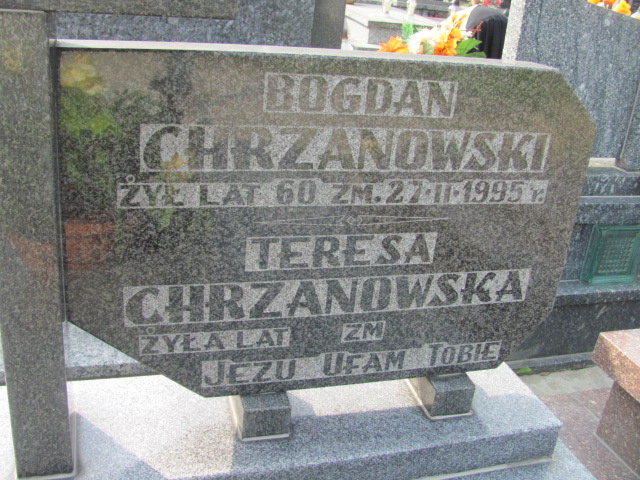 BOGDAN
CHRZANOWSKI
ŻYŁ LAT 60 ZM. 27-II-1995 r.
TERESA
CHRZANOWSKA
ŻYŁA LAT ZM
JEZU UFAM TOBIE